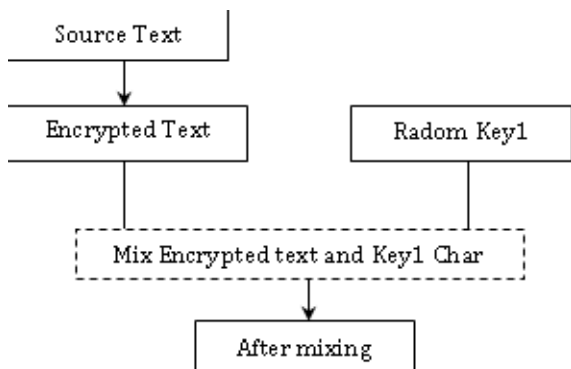 Source Text
Encrypted Text
Radom Key1
Mix Encrypted text and Key1 Char
After mixing